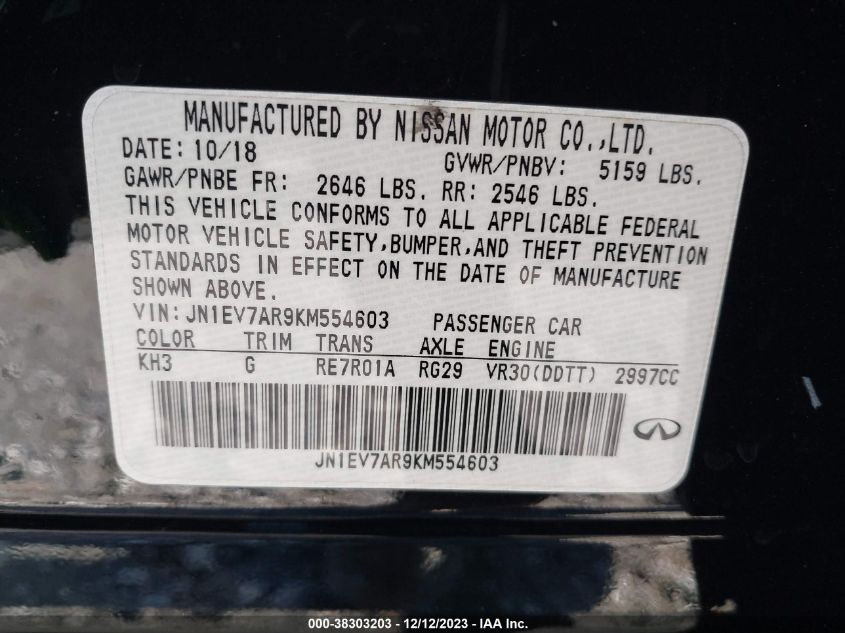 MANUFACTURED BY NISSAN MOTOR CO.,LTD.
DATE: 10/18 GVWR/PNBV: 5159 LBS.
GAWR/PNBE FR: 2646 LBS. RR: 2546 LBS.
THIS VEHICLE CONFORMS TO ALL APPLICABLE FEDERAL
MOTOR VEHICLE SAFETY,BUMPER,AND THEFT PREVENTION
STANDARDS IN EFFECT ON THE DATE OF MANUFACTURE
SHOWN ABOVE.
VIN: JN1EV7AR9KM554603 PASSENGER CAR
COLOR TRIM TRANS AXLE ENGINE
KH3 G RE7R01A RG29 VR30(DDTT) 2997CC
JN1EV7AR9KM554603
000-38303203 - 12/12/2023 - IAA Inc.